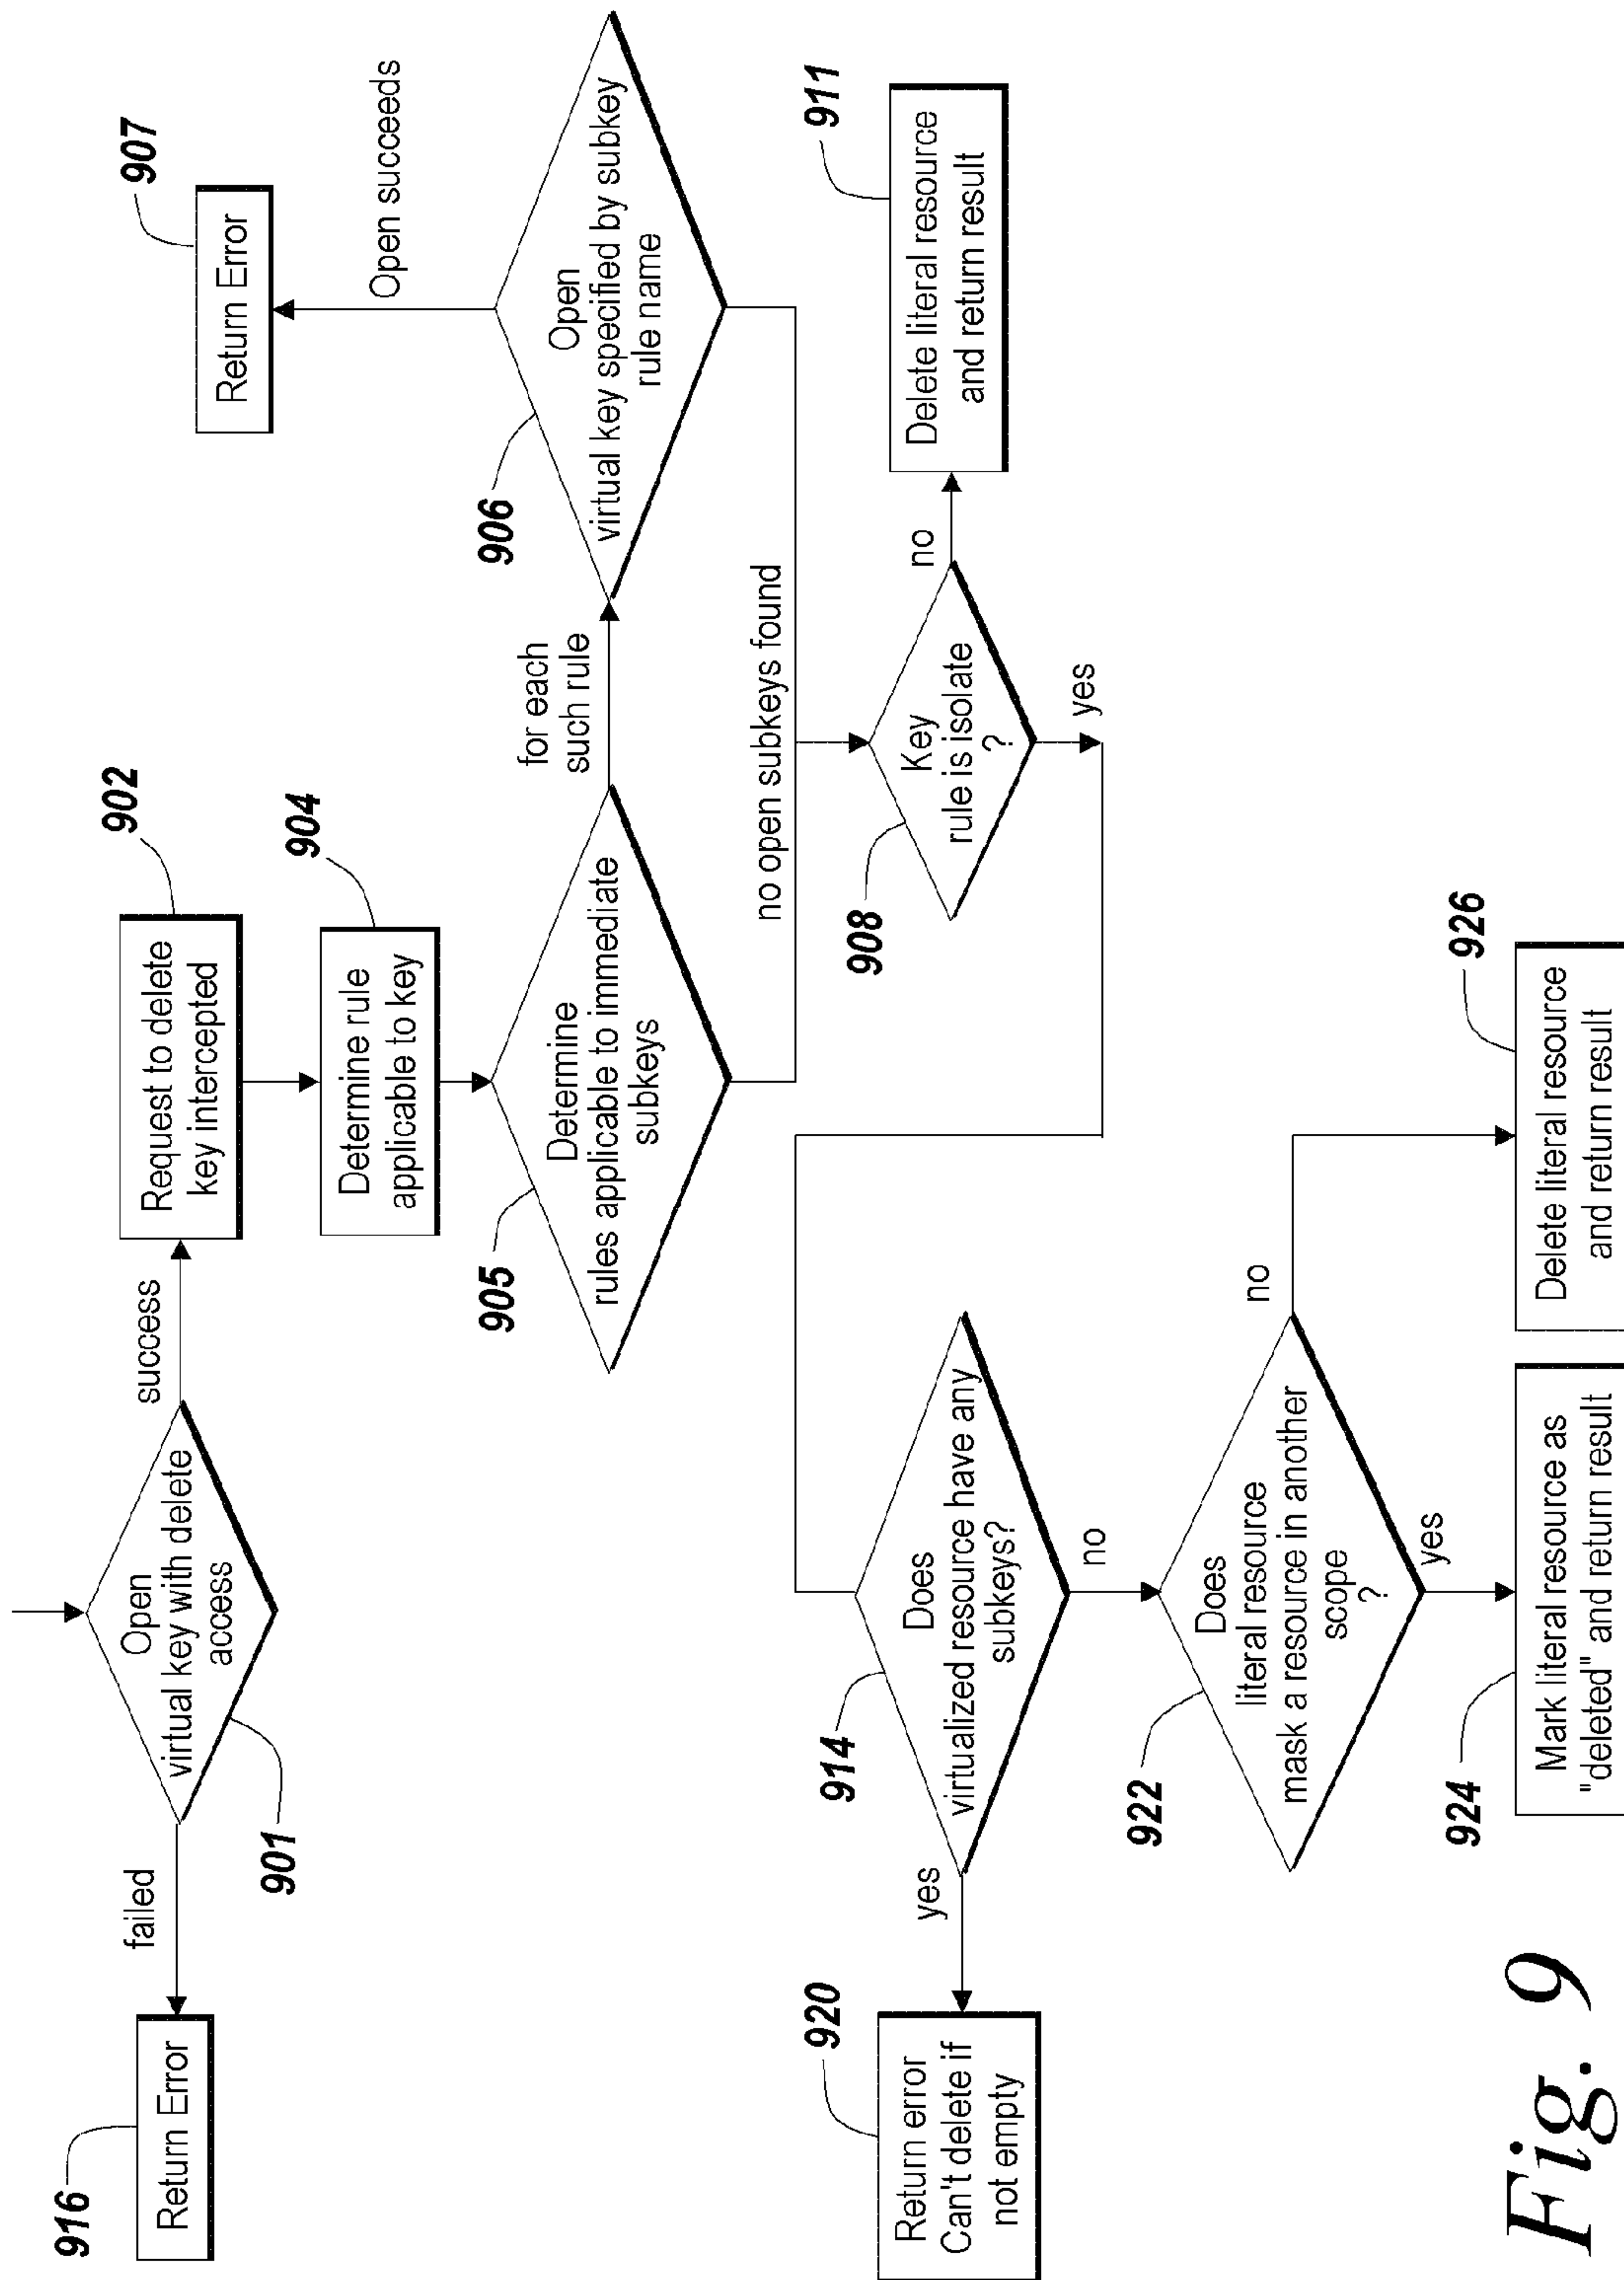 916
Return Error
failed
Open
virtual key with delete
access
901
success
Request to delete
key intercepted
902
Determine rule
applicable to key
904
Determine
rules applicable to immediate
subkeys
905
for each
such rule
Open
virtual key specified by subkey
rule name
906
Open succeeds
Return Error
907
no open subkeys found
Key
rule is isolate
?
908
no
Delete literal resource
and return result
911
yes
Does
virtualized resource have any
subkeys?
914
yes
Return error
Can't delete if
not empty
920
no
Does
literal resource
mask a resource in another
scope
?
922
no
Delete literal resource
and return result
926
yes
Mark literal resource as
"deleted" and return result
924
Fig. 9